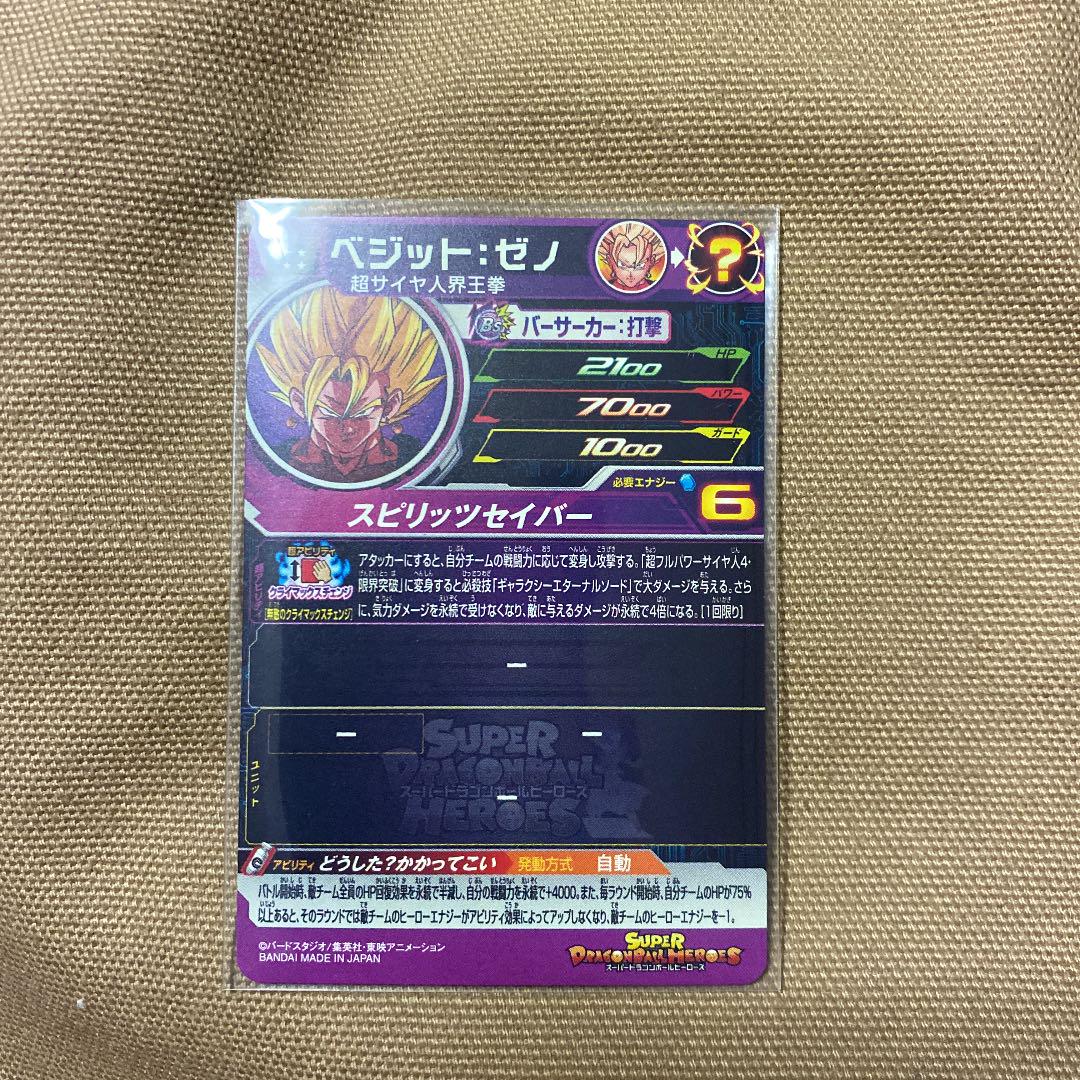 ベジット：ゼノ
超サイヤ人界王拳
?
Bs バーサーカー：打撃
HP
2100
パワー
7000
ガード
1000
必要エナジー
6
スピリッツセイバー
超アビリティ
クライマックスチェンジ
[無敵のクライマックスチェンジ]
アタッカーにすると、自分チームの戦闘力に応じて変身し攻撃する。「超フルパワーサイヤ人4・
限界突破」に変身すると必殺技「ギャラクシーエターナルソード」で大ダメージを与える。さら
に、気力ダメージを永続で受けなくなり、敵に与えるダメージが永続で4倍になる。[1回限り]
ー
ー ー
ユニット
ー
SUPER
DRAGONBALL
スーパードラゴンボールヒーローズ
HEROES
アビリティ どうした?かかってこい 発動方式 自動
バトル開始時、敵チーム全員のHP回復効果を永続で半減し、自分の戦闘力を永続で+4000。また、毎ラウンド開始時、自分チームのHPが75%
以上あると、そのラウンドでは敵チームのヒーローエナジーがアビリティ効果によってアップしなくなり、敵チームのヒーローエナジーを-1。
©バードスタジオ/集英社・東映アニメーション
BANDAI MADE IN JAPAN
SUPER
DRAGONBALL HEROES
スーパードラゴンボールヒーローズ